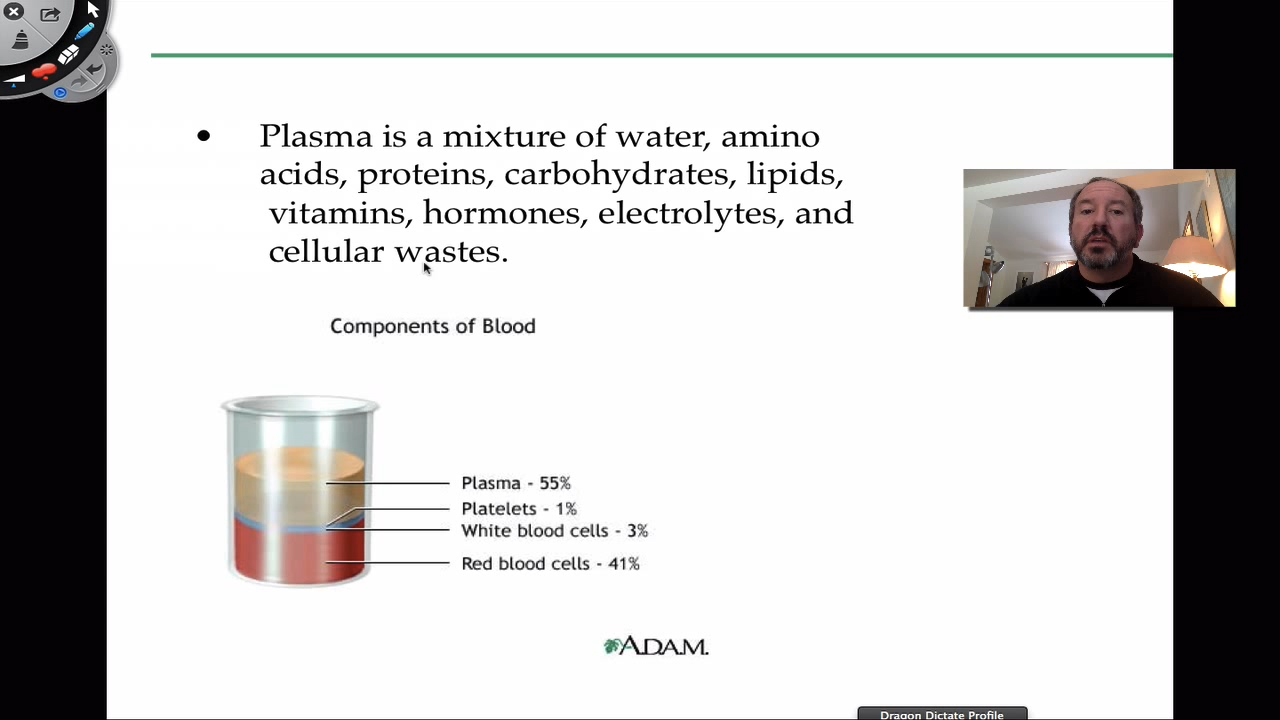 • Plasma is a mixture of water, amino
acids, proteins, carbohydrates, lipids,
vitamins, hormones, electrolytes, and
cellular wastes.
Components of Blood
Plasma - 55%
Platelets - 1%
White blood cells - 3%
Red blood cells - 41%
A.D.A.M.
Dragon Dictate Profile